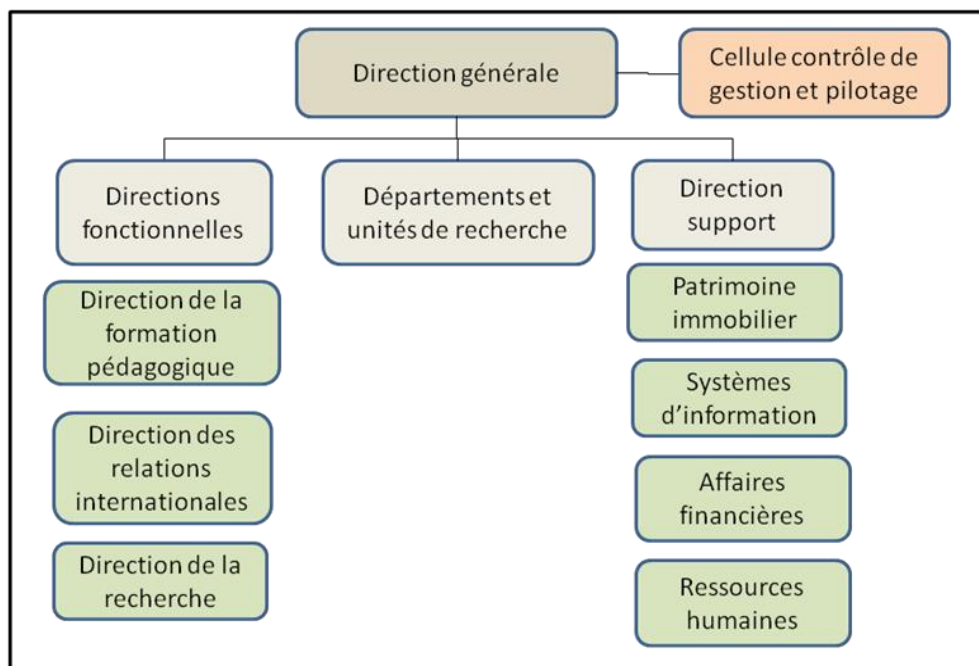 Direction générale
Cellule contrôle de
gestion et pilotage
Directions
fonctionnelles
Départements et
unités de recherche
Direction
support
Direction de la
formation
pédagogique
Direction des
relations
internationales
Direction de la
recherche
Patrimoine
immobilier
Systèmes
d'information
Affaires
financières
Ressources
humaines